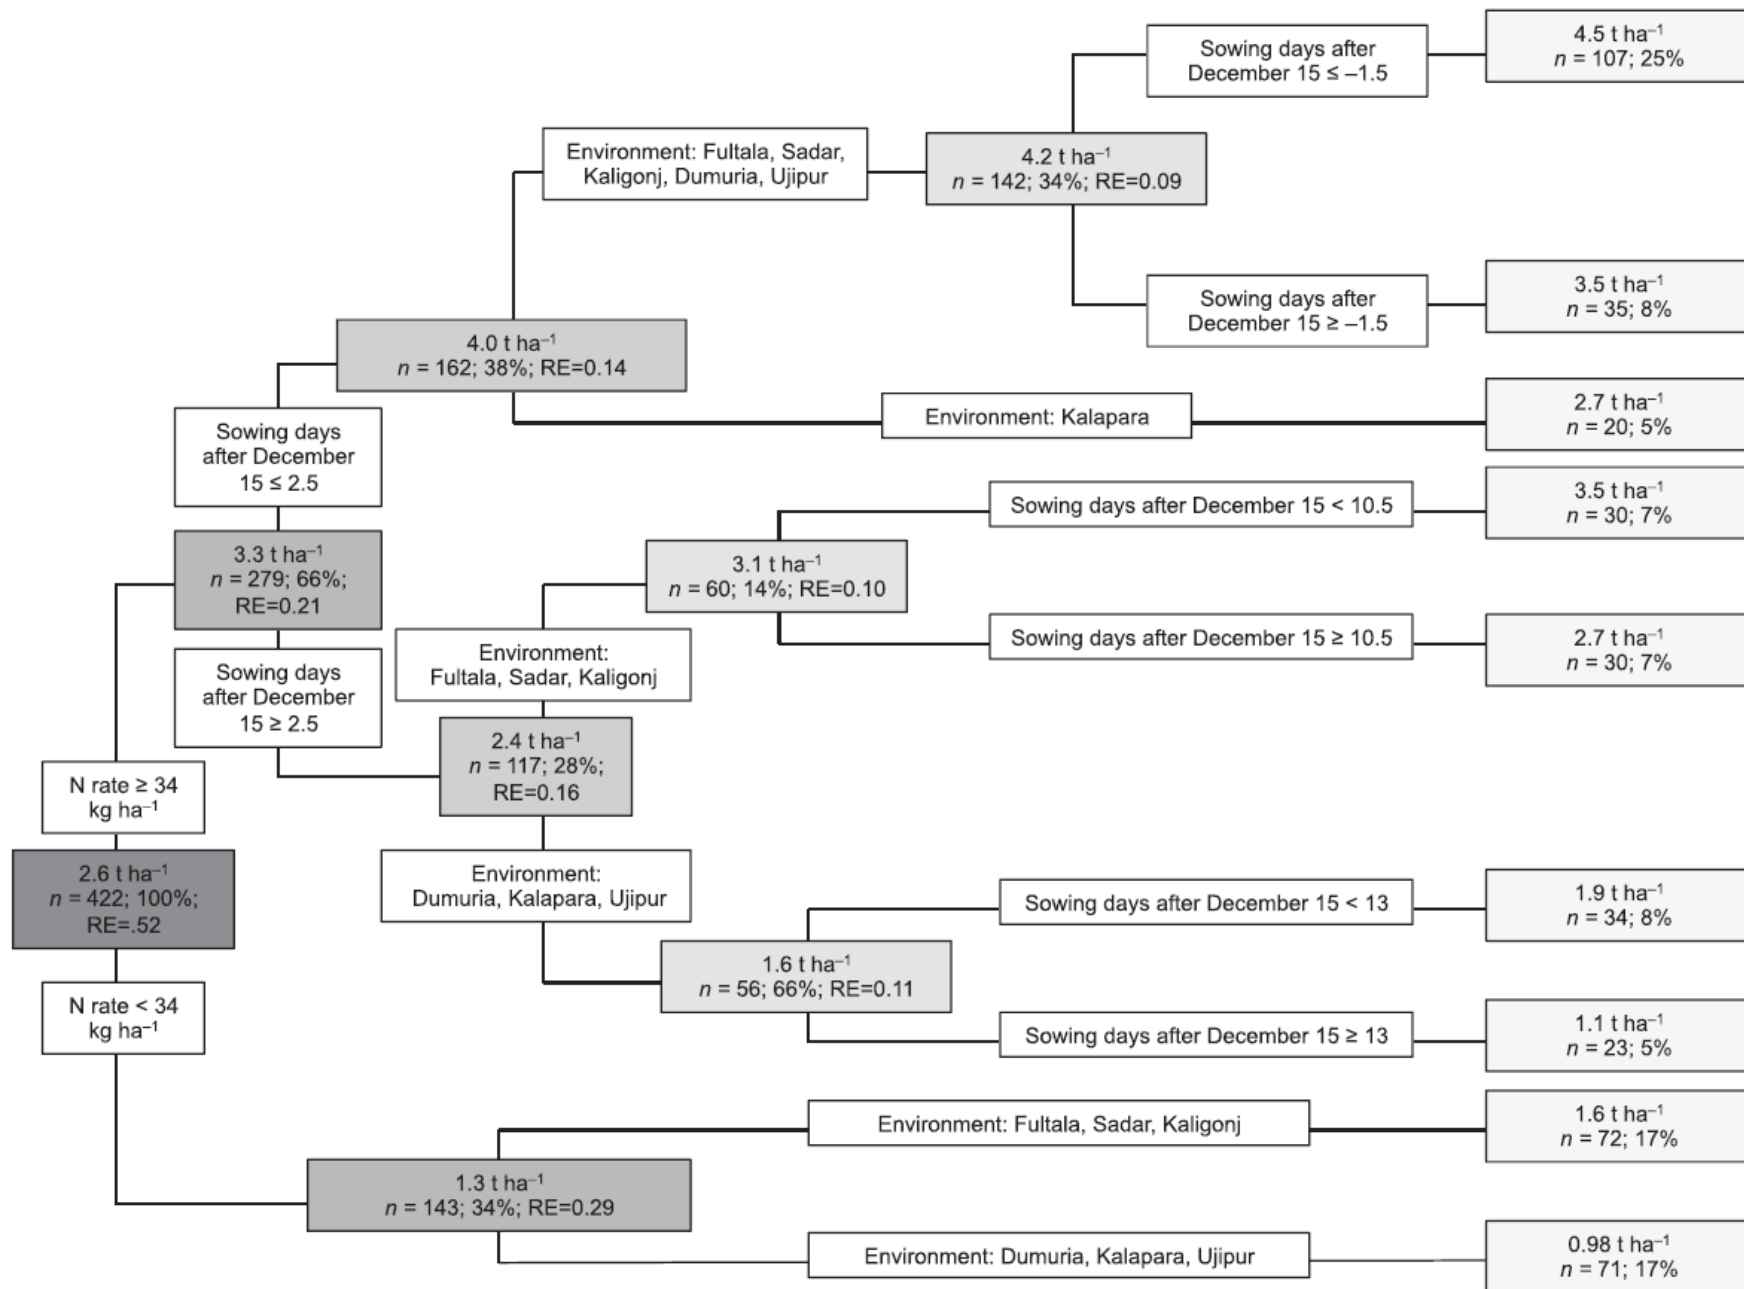 4.5 t ha⁻¹
n = 107; 25%
Sowing days after
December 15 ≤ –1.5
Environment: Fultala, Sadar,
Kaligonj, Dumuria, Ujipur
4.2 t ha⁻¹
n = 142; 34%; RE=0.09
Sowing days after
December 15 ≥ –1.5
3.5 t ha⁻¹
n = 35; 8%
4.0 t ha⁻¹
n = 162; 38%; RE=0.14
Environment: Kalapara
2.7 t ha⁻¹
n = 20; 5%
Sowing days
after December
15 ≤ 2.5
Sowing days after December 15 < 10.5
3.5 t ha⁻¹
n = 30; 7%
3.3 t ha⁻¹
n = 279; 66%;
RE=0.21
3.1 t ha⁻¹
n = 60; 14%; RE=0.10
Environment:
Fultala, Sadar, Kaligonj
Sowing days after December 15 ≥ 10.5
2.7 t ha⁻¹
n = 30; 7%
Sowing days
after December
15 ≥ 2.5
2.4 t ha⁻¹
n = 117; 28%;
RE=0.16
N rate ≥ 34
kg ha⁻¹
2.6 t ha⁻¹
n = 422; 100%;
RE=.52
Environment:
Dumuria, Kalapara, Ujipur
Sowing days after December 15 < 13
1.9 t ha⁻¹
n = 34; 8%
1.6 t ha⁻¹
n = 56; 66%; RE=0.11
N rate < 34
kg ha⁻¹
Sowing days after December 15 ≥ 13
1.1 t ha⁻¹
n = 23; 5%
Environment: Fultala, Sadar, Kaligonj
1.6 t ha⁻¹
n = 72; 17%
1.3 t ha⁻¹
n = 143; 34%; RE=0.29
Environment: Dumuria, Kalapara, Ujipur
0.98 t ha⁻¹
n = 71; 17%